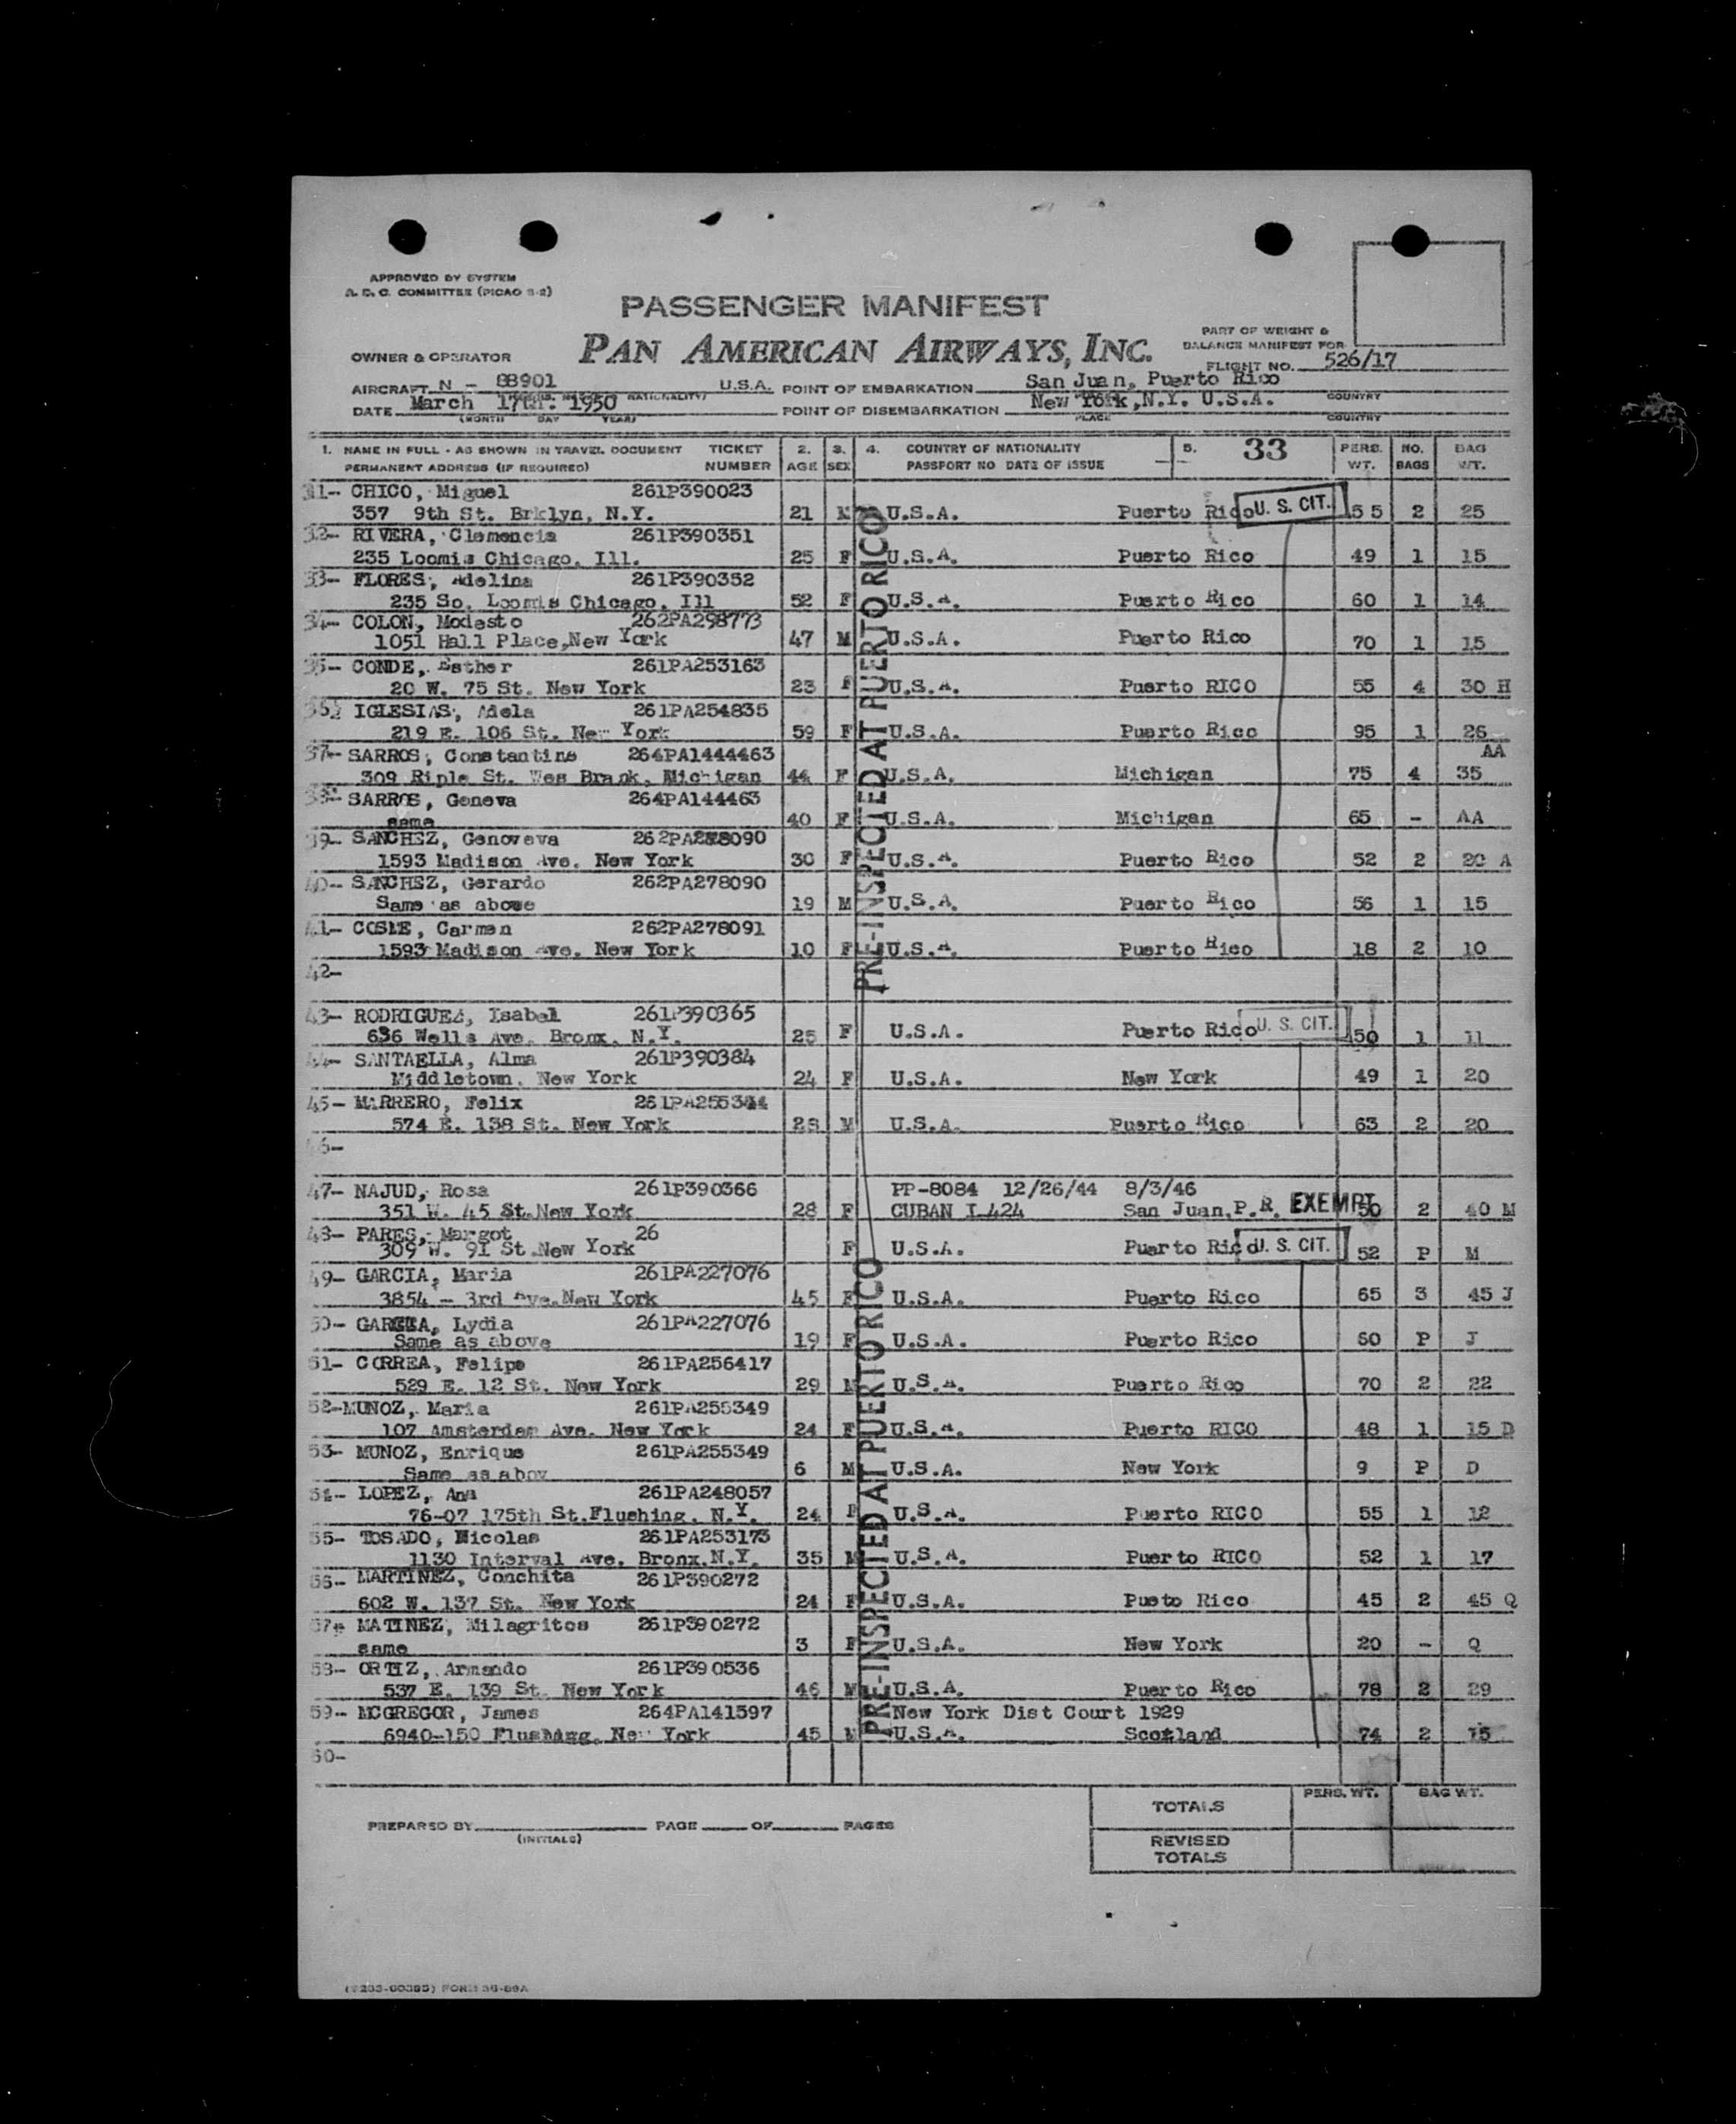 APPROVED BY SYSTEM
A. D. C. COMMITTEE (PICAO S-2)
PASSENGER MANIFEST
PAN AMERICAN AIRWAYS, INC.
PART OF WEIGHT &
BALANCE MANIFEST FOR
OWNER & OPERATOR
FLIGHT NO. 526/17
AIRCRAFT N - 88901 U.S.A. POINT OF EMBARKATION San Juan, Puerto Rico
(NATIONALITY) COUNTRY
DATE March 17th. 1950 POINT OF DISEMBARKATION New York, N.Y. U.S.A.
(MONTH DAY YEAR) PLACE COUNTRY
1. NAME IN FULL - AS SHOWN IN TRAVEL DOCUMENT TICKET 2. 3. 4. COUNTRY OF NATIONALITY 5. 33 PERS. NO. BAG
PERMANENT ADDRESS (IF REQUIRED) NUMBER AGE SEX PASSPORT NO DATE OF ISSUE WT. BAGS WT.
31- CHICO, Miguel 261P390023
357 9th St. Brklyn, N.Y. 21 U.S.A. Puerto Rico U. S. CIT. 55 2 25
32- RIVERA, Clemencia 261P390351
235 Loomis Chicago, Ill. 25 F U.S.A. Puerto Rico 49 1 15
33- FLORES, Adelina 261P390352
235 So. Loomis Chicago, Ill 52 F U.S.A. Puerto Rico 60 1 14
34- COLON, Modesto 262PA298773
1051 Hall Place, New York 47 M U.S.A. Puerto Rico 70 1 15
35- CONDE, Esther 261PA253163
20 W. 75 St. New York 23 F U.S.A. Puerto RICO 55 4 30 H
36- IGLESIAS, Adela 261PA254835
219 E. 106 St. New York 59 F U.S.A. Puerto Rico 95 1 26
37- SARROS, Constantine 264PA1444463 AA
309 Riple St. Wes Brank, Michigan 44 F U.S.A. Michigan 75 4 35
38- SARROS, Geneva 264PA144463
same 40 F U.S.A. Michigan 65 - AA
39- SANCHEZ, Genoveva
1593 Madison Ave. New York 30 F U.S.A. Puerto Rico 52 2 20 A
40- SANCHEZ, Gerardo 262PA278090
Same as above 19 M U.S.A. Puerto Rico 56 1 15
41- COSLE, Carmen 262PA278091
1593 Madison Ave. New York 10 F U.S.A. Puerto Rico 18 2 10
42-
PRE-INSPECTED AT PUERTO RICO
43- RODRIGUEZ, Isabel 261P390365
636 Wells Ave. Bronx, N.Y. 25 F U.S.A. Puerto Rico U. S. CIT. 50 1 11
44- SANTAELLA, Alma 261P390384
Middletown, New York 24 F U.S.A. New York 49 1 20
45- MARRERO, Felix
574 E. 138 St. New York 28 M U.S.A. Puerto Rico 63 2 20
46-
47- NAJUD, Rosa 261P390366 PP-8084 12/26/44 8/3/46
351 W. 45 St. New York 28 F CUBAN I 424 San Juan, P.R. EXEMPT 50 2 40 M
48- PARES, Margot 26
309 W. 91 St. New York F U.S.A. Puerto Rico U. S. CIT. 52 P M
49- GARCIA, Maria 261PA227076
3854 - 3rd Ave. New York 45 F U.S.A. Puerto Rico 65 3 45 J
50- GARCIA, Lydia 261PA227076
Same as above 19 F U.S.A. Puerto Rico 50 P J
51- CORREA, Felipe 261PA256417
529 E. 12 St. New York 29 M U.S.A. Puerto Rico 70 2 22
52- MUNOZ, Maria 261PA255349
107 Amsterdam Ave. New York 24 F U.S.A. Puerto RICO 48 1 15 D
53- MUNOZ, Enrique 261PA255349
Same as abov 6 M U.S.A. New York 9 P D
54- LOPEZ, Ana 261PA248057
76-07 175th St. Flushing, N.Y. 24 F U.S.A. Puerto RICO 55 1 12
55- TOSADO, Nicolas 261PA253173
1130 Interval Ave. Bronx, N.Y. 35 M U.S.A. Puerto RICO 52 1 17
56- MARTINEZ, Conchita 261P390272
602 W. 137 St. New York 24 F U.S.A. Pueto Rico 45 2 45 Q
57- MATINEZ, Milagritos 261P390272
same 3 F U.S.A. New York 20 - Q
58- ORTIZ, Armando 261P390536
537 E. 139 St. New York 46 M U.S.A. Puerto Rico 78 2 29
59- MCGREGOR, James 264PA141597 New York Dist Court 1929
6940-150 Flushing, New York 45 M U.S.A. Scotland 74 2 15
60-
PRE-INSPECTED AT PUERTO RICO
PERS. WT. BAG WT.
TOTALS
PREPARED BY PAGE OF PAGES
(INITIALS)
REVISED
TOTALS